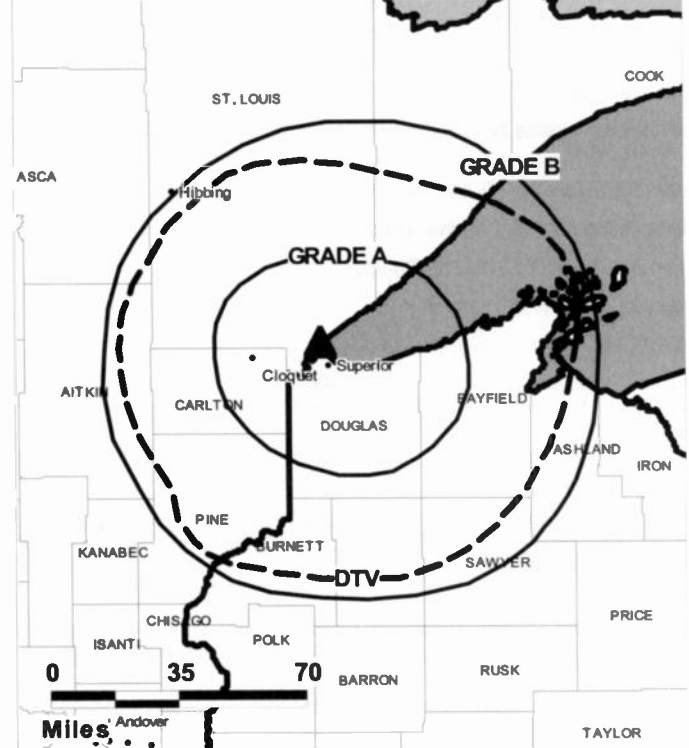 COOK
ST. LOUIS
GRADE B
ASCA
Hibbing
GRADE A
Superior
Cloquet
AITKIN
CARLTON
BAYFIELD
DOUGLAS
ASHLAND
IRON
PINE
BURNETT
KANABEC
SAWYER
DTV
PRICE
CHISAGO
POLK
ISANTI
RUSK
0 35 70
BARRON
Andover
Miles
TAYLOR